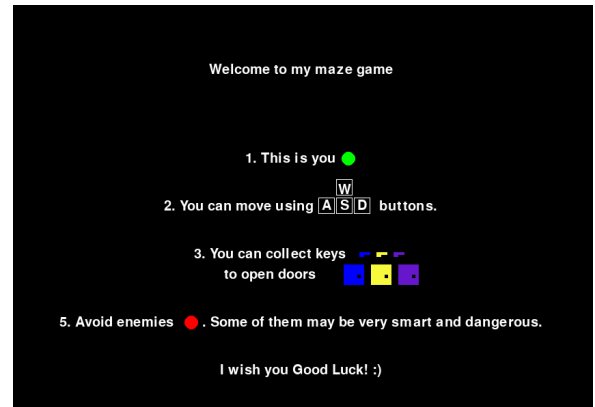 Welcome to my maze game
1. This is you
W
2. You can move using A S D buttons.
3. You can collect keys
to open doors
5. Avoid enemies . Some of them may be very smart and dangerous.
I wish you Good Luck! :)